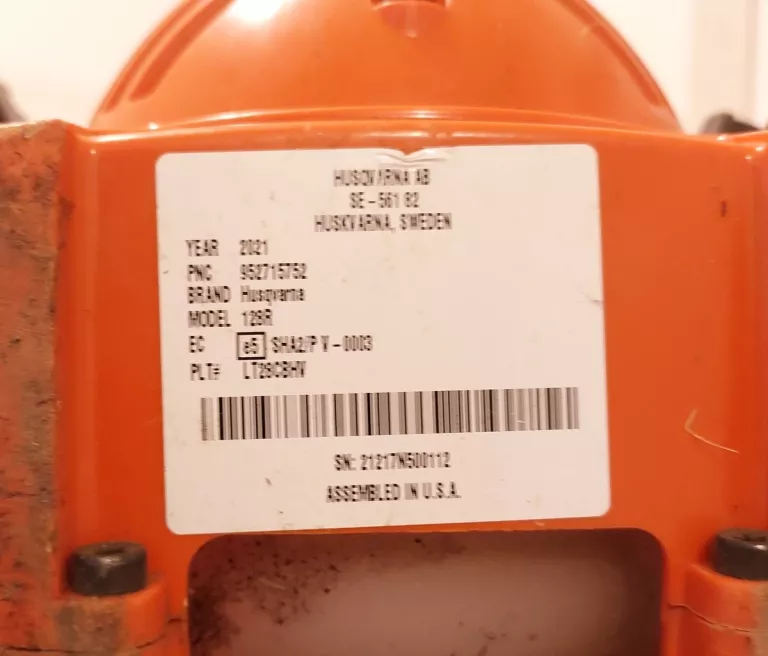 HUSQVARNA AB
SE-561 82
HUSKVARNA, SWEDEN
YEAR 2021
PNC 952715752
BRAND Husqvarna
MODEL 128R
EC e5 SHA2/P V-0003
PLT# LT28CBHV
SN: 21217N500112
ASSEMBLED IN U.S.A.